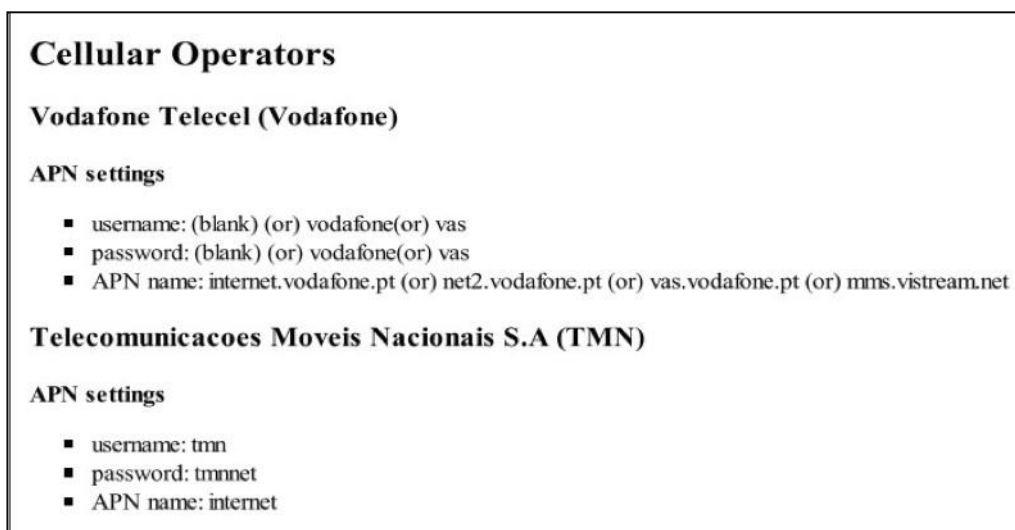 Cellular Operators
Vodafone Telecel (Vodafone)
APN settings
▪ username: (blank) (or) vodafone(or) vas
▪ password: (blank) (or) vodafone(or) vas
▪ APN name: internet.vodafone.pt (or) net2.vodafone.pt (or) vas.vodafone.pt (or) mms.vistream.net
Telecomunicacoes Moveis Nacionais S.A (TMN)
APN settings
▪ username: tmn
▪ password: tmnnet
▪ APN name: internet